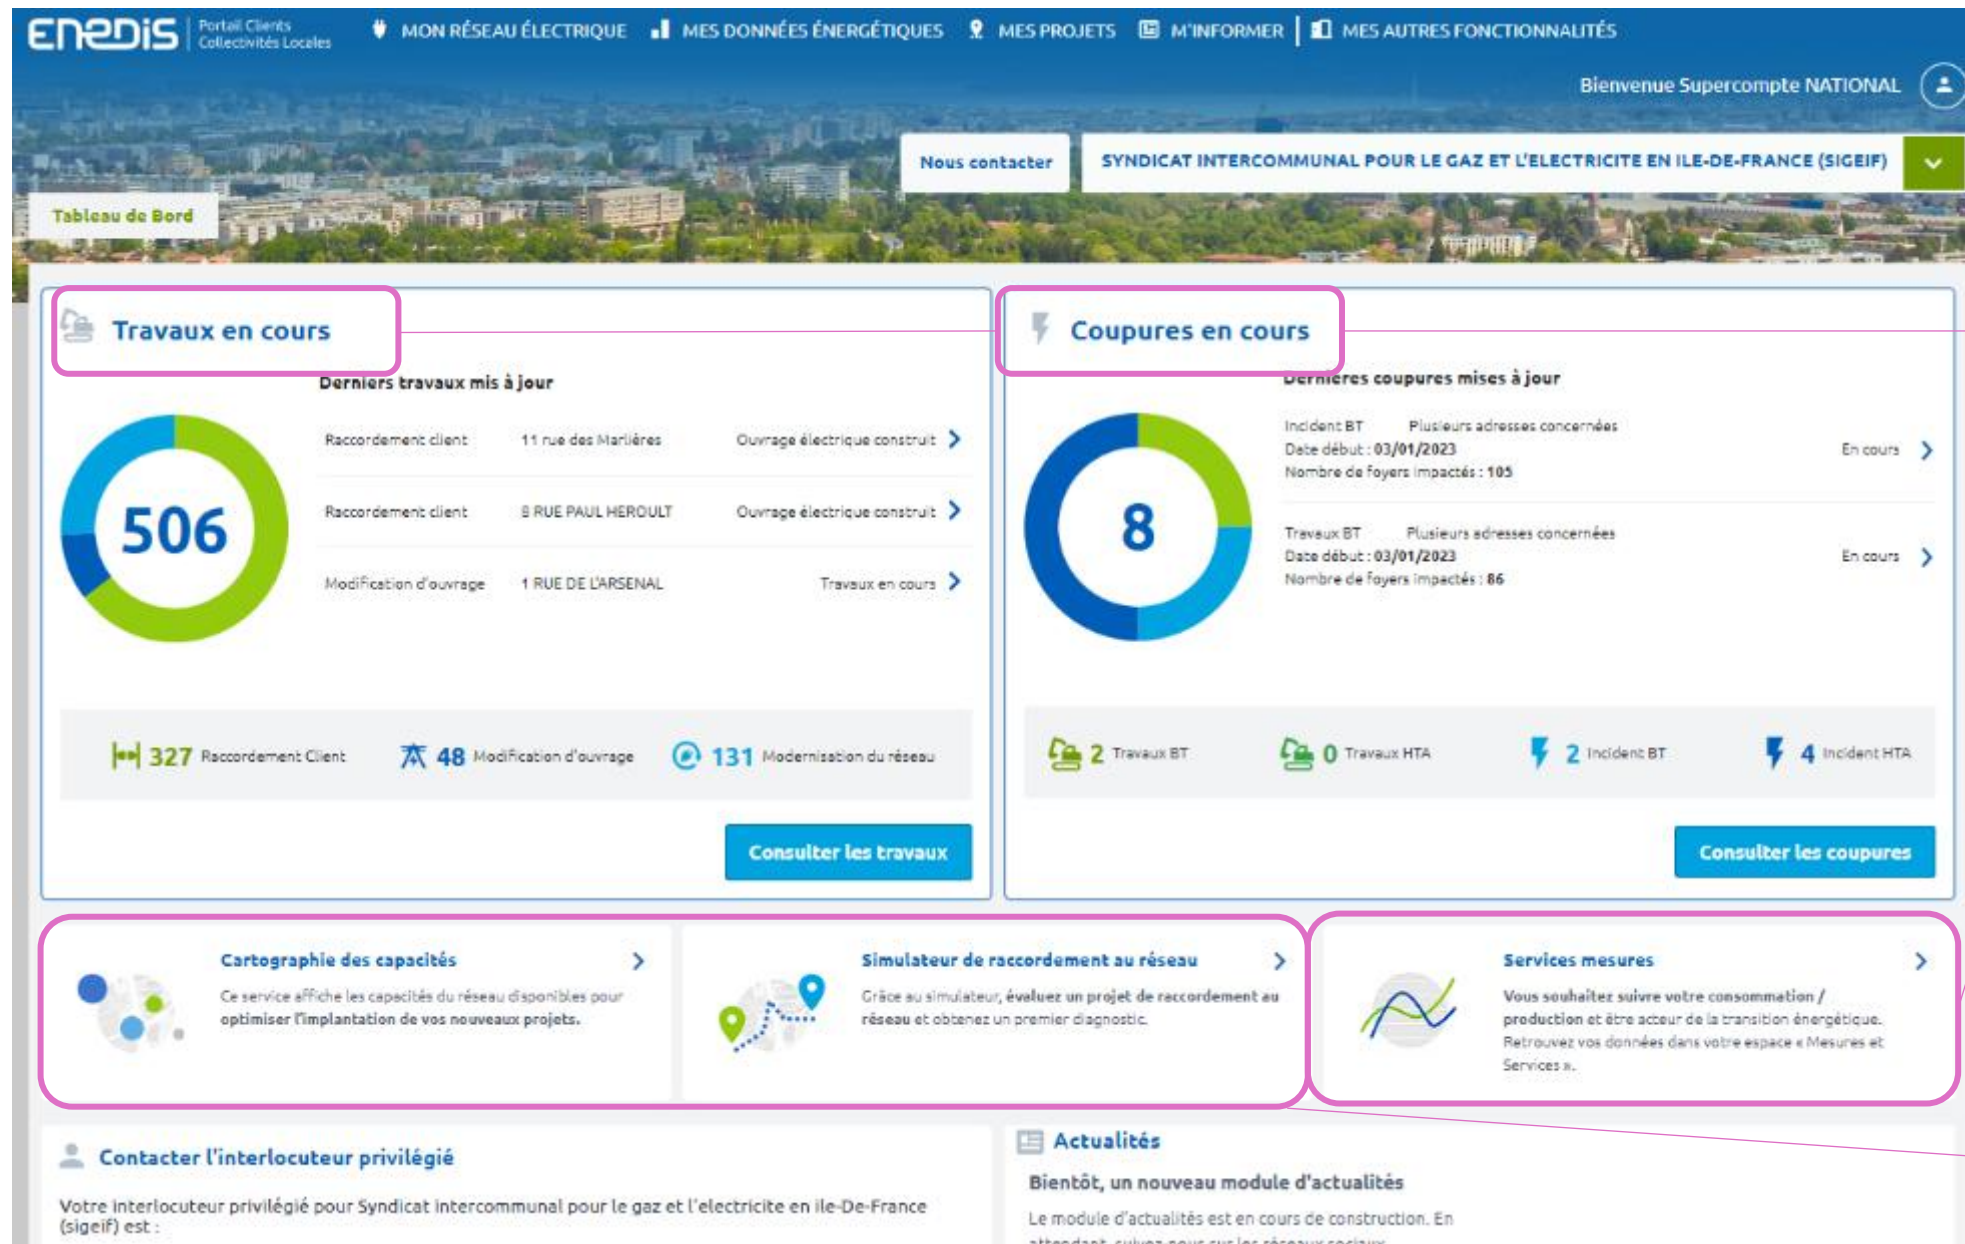 ENEDIS
Portail Clients
Collectivités Locales
MON RÉSEAU ÉLECTRIQUE
MES DONNÉES ÉNERGÉTIQUES
MES PROJETS
M'INFORMER
MES AUTRES FONCTIONNALITÉS
Bienvenue Supercompte NATIONAL
Nous contacter
SYNDICAT INTERCOMMUNAL POUR LE GAZ ET L'ELECTRICITE EN ILE-DE-FRANCE (SIGEIF)
Tableau de Bord
Travaux en cours
Derniers travaux mis à jour
506
Raccordement client 11 rue des Marlières Ouvrage électrique construit
Raccordement client 8 RUE PAUL HEROULT Ouvrage électrique construit
Modification d'ouvrage 1 RUE DE L'ARSENAL Travaux en cours
327 Raccordement Client 48 Modification d'ouvrage 131 Modernisation du réseau
Consulter les travaux
Coupures en cours
Dernières coupures mises à jour
8
Incident BT Plusieurs adresses concernées
Date début : 03/01/2023 En cours
Nombre de foyers impactés : 105
Travaux BT Plusieurs adresses concernées
Date début : 03/01/2023 En cours
Nombre de foyers impactés : 86
2 Travaux BT 0 Travaux HTA 2 Incident BT 4 Incident HTA
Consulter les coupures
Cartographie des capacités
Ce service affiche les capacités du réseau disponibles pour
optimiser l'implantation de vos nouveaux projets.
Simulateur de raccordement au réseau
Grâce au simulateur, évaluez un projet de raccordement au
réseau et obtenez un premier diagnostic.
Services mesures
Vous souhaitez suivre votre consommation /
production et être acteur de la transition énergétique.
Retrouvez vos données dans votre espace « Mesures et
Services ».
Contacter l'interlocuteur privilégié
Votre interlocuteur privilégié pour Syndicat intercommunal pour le gaz et l'electricite en ile-De-France
(sigeif) est :
Actualités
Bientôt, un nouveau module d'actualités
Le module d'actualités est en cours de construction. En
attendant, suivez-nous sur les réseaux sociaux